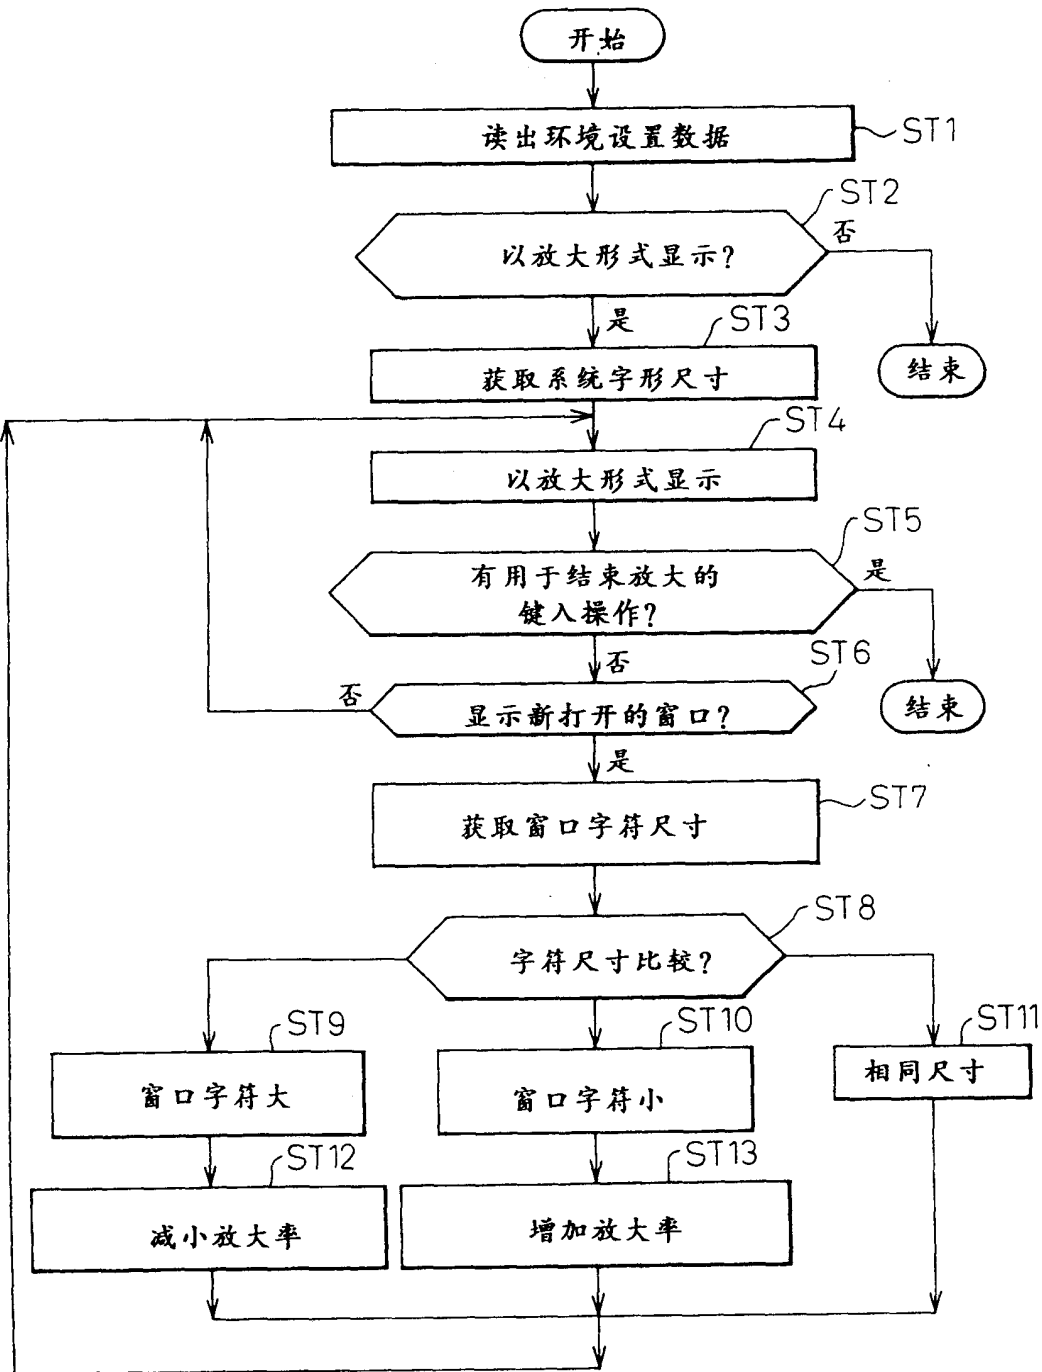 开始
读出环境设置数据
ST1
ST2
以放大形式显示?
否
是
ST3
获取系统字形尺寸
结束
ST4
以放大形式显示
ST5
有用于结束放大的
键入操作?
是
否
ST6
否
显示新打开的窗口?
结束
是
ST7
获取窗口字符尺寸
ST8
字符尺寸比较?
ST9
ST10
ST11
窗口字符大
窗口字符小
相同尺寸
ST12
ST13
减小放大率
增加放大率